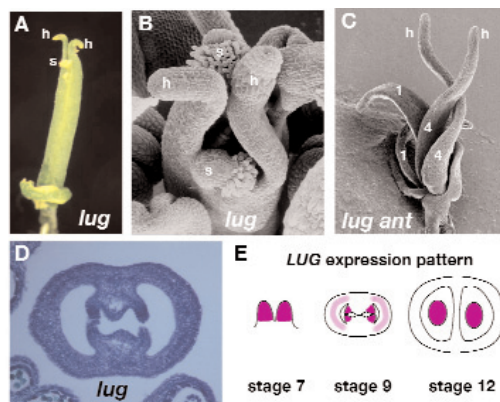 A
h
h
s
lug
B
s
h
h
s
lug
C
h
h
1
4
1
4
lug ant
D
lug
E
LUG expression pattern
stage 7
stage 9
stage 12